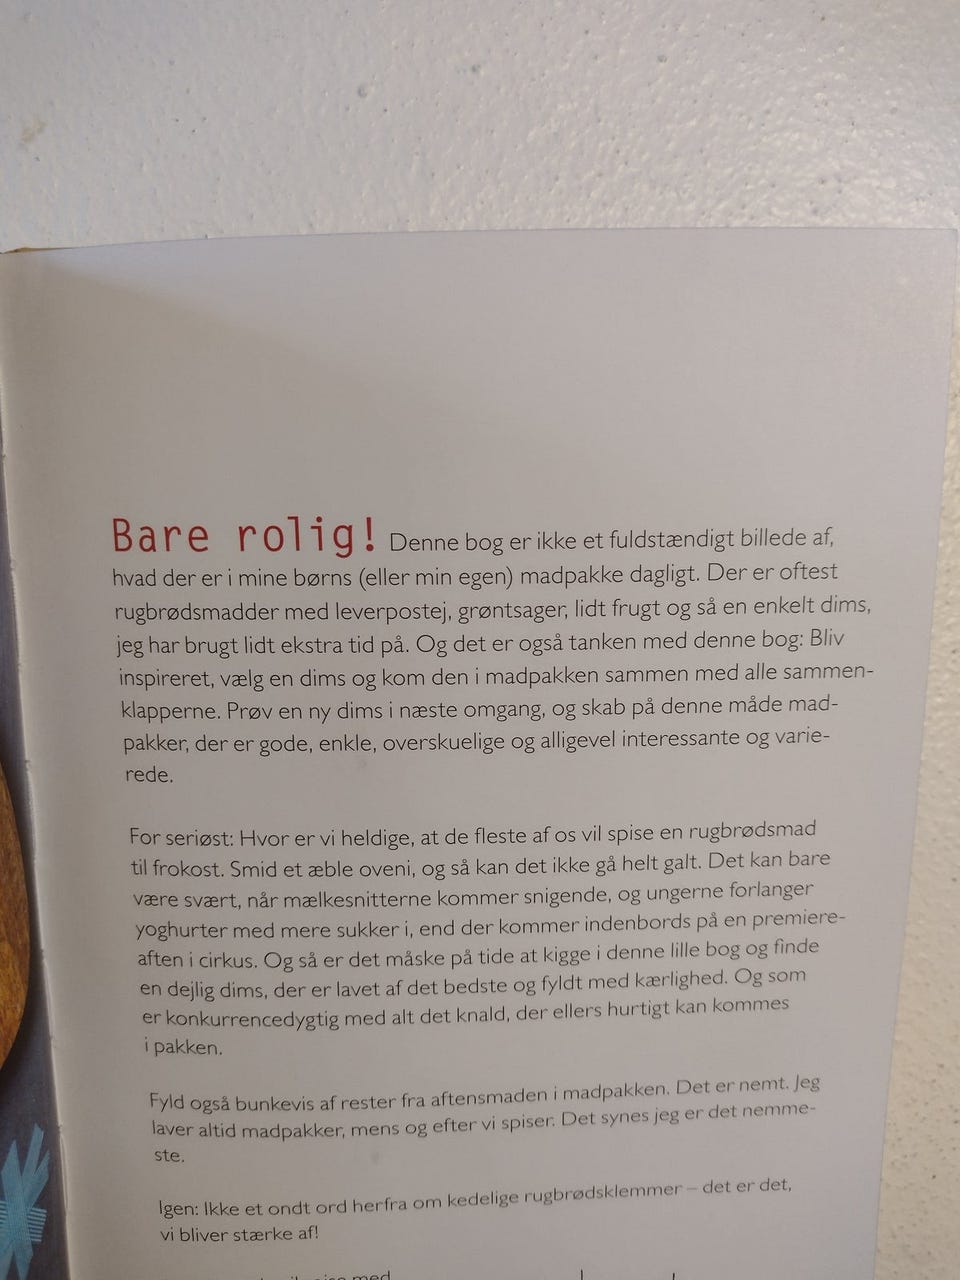 Bare rolig! Denne bog er ikke et fuldstændigt billede af,
hvad der er i mine børns (eller min egen) madpakke dagligt. Der er oftest
rugbrødsmadder med leverpostej, grøntsager, lidt frugt og så en enkelt dims,
jeg har brugt lidt ekstra tid på. Og det er også tanken med denne bog: Bliv
inspireret, vælg en dims og kom den i madpakken sammen med alle sammen-
klapperne. Prøv en ny dims i næste omgang, og skab på denne måde mad-
pakker, der er gode, enkle, overskuelige og alligevel interessante og varie-
rede.
For seriøst: Hvor er vi heldige, at de fleste af os vil spise en rugbrødsmad
til frokost. Smid et æble oveni, og så kan det ikke gå helt galt. Det kan bare
være svært, når mælkesnitterne kommer snigende, og ungerne forlanger
yoghurter med mere sukker i, end der kommer indenbords på en premiere-
aften i cirkus. Og så er det måske på tide at kigge i denne lille bog og finde
en dejlig dims, der er lavet af det bedste og fyldt med kærlighed. Og som
er konkurrencedygtig med alt det knald, der ellers hurtigt kan kommes
i pakken.
Fyld også bunkevis af rester fra aftensmaden i madpakken. Det er nemt. Jeg
laver altid madpakker, mens og efter vi spiser. Det synes jeg er det nemme-
ste.
Igen: Ikke et ondt ord herfra om kedelige rugbrødsklemmer – det er det,
vi bliver stærke af!
med